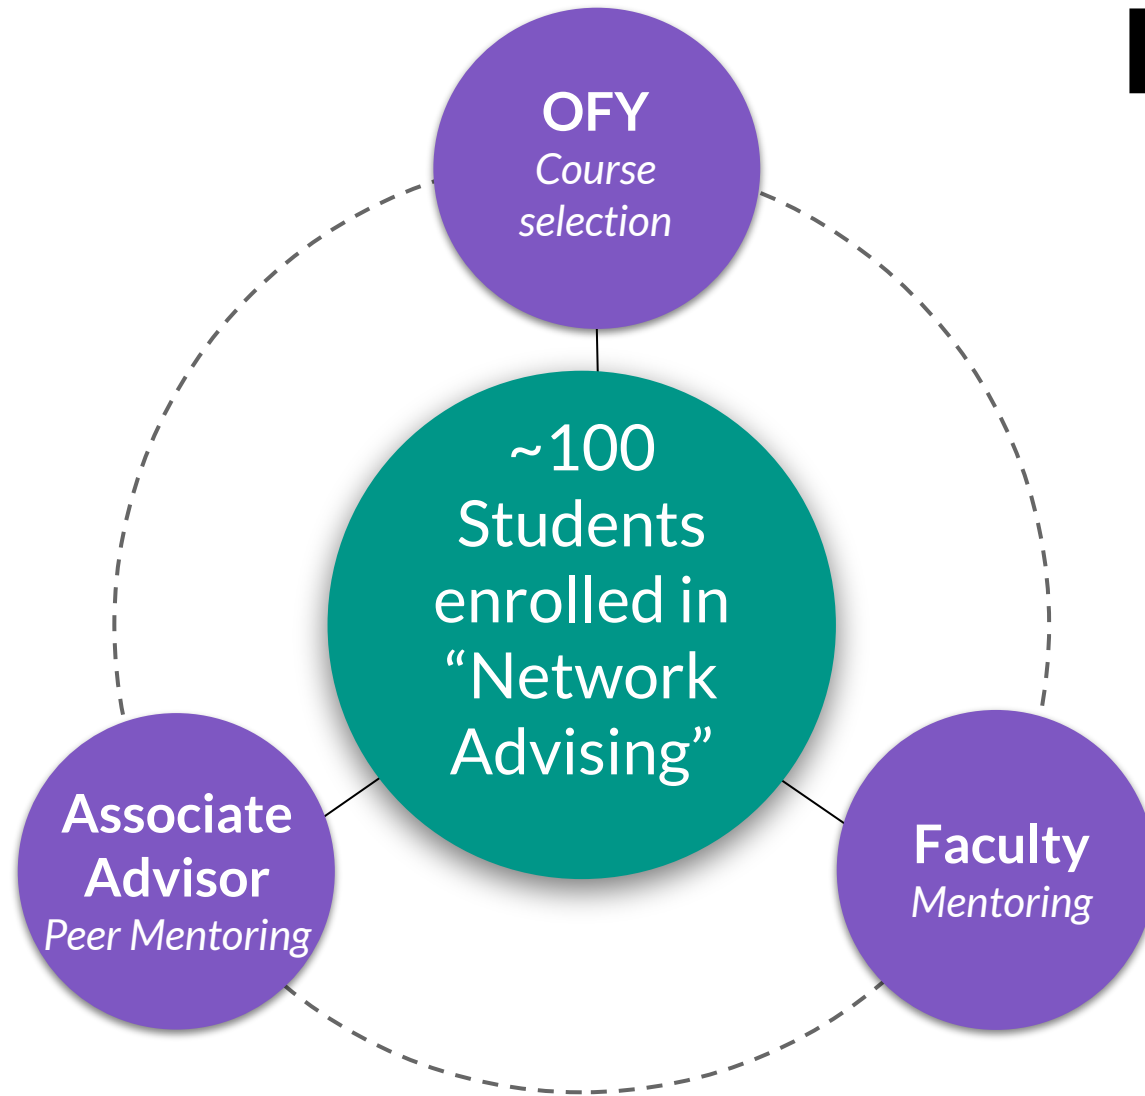 OFY
Course
selection
~100
Students
enrolled in
“Network
Advising”
Associate
Advisor
Peer Mentoring
Faculty
Mentoring